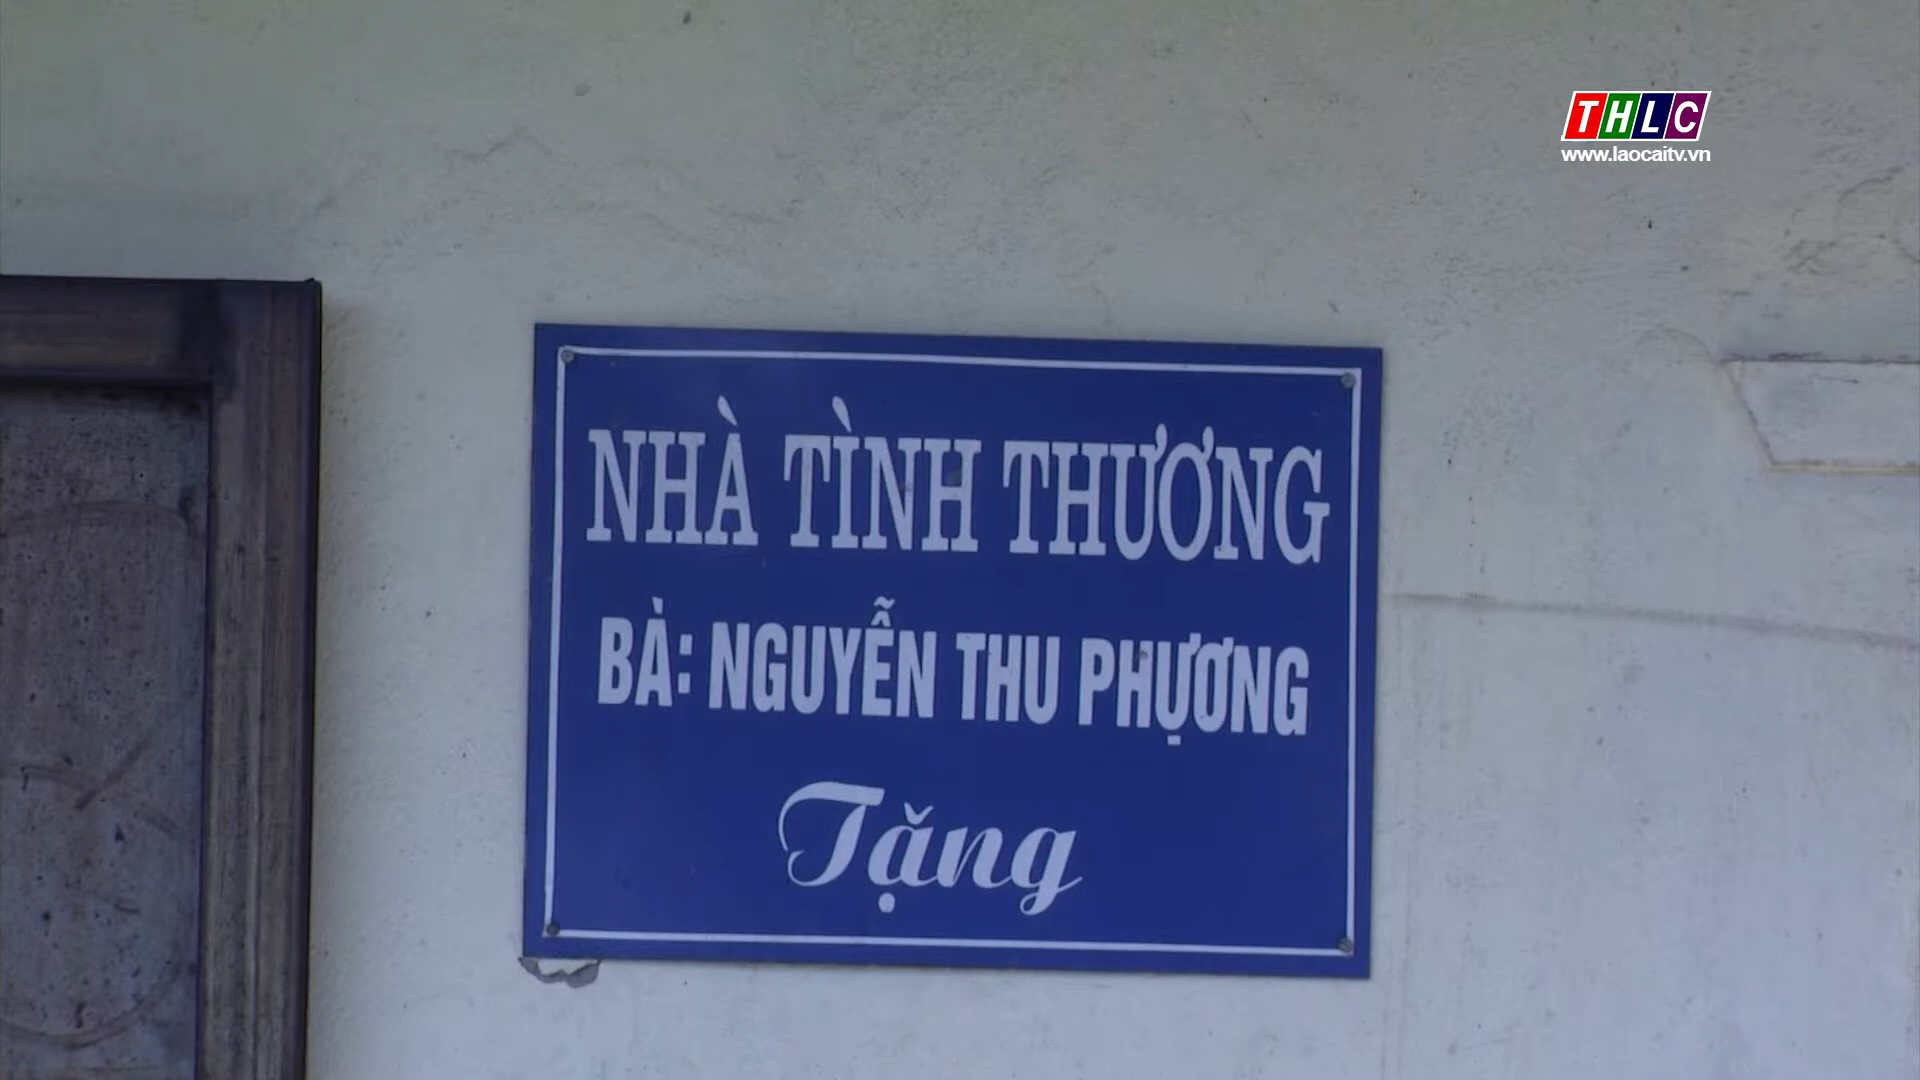 THLC
www.laocaitv.vn
NHÀ TÌNH THƯƠNG
BÀ: NGUYỄN THU PHƯỢNG
Tặng